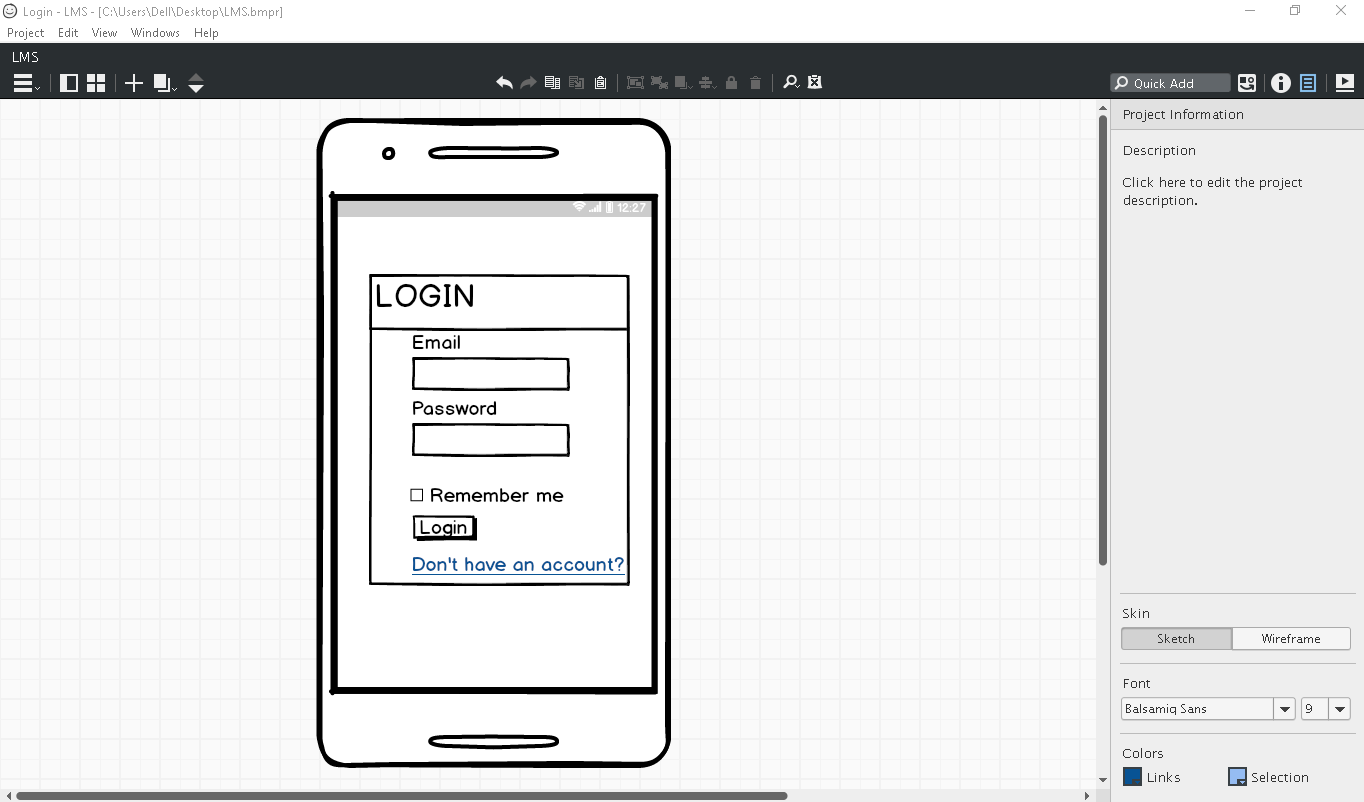 Login - LMS - [C:\Users\Dell\Desktop\LMS.bmpr]
Project Edit View Windows Help
LMS
Quick Add
Project Information
Description
Click here to edit the project
description.
12:27
LOGIN
Email
Password
Remember me
Login
Don't have an account?
Skin
Sketch Wireframe
Font
Balsamiq Sans 9
Colors
Links Selection